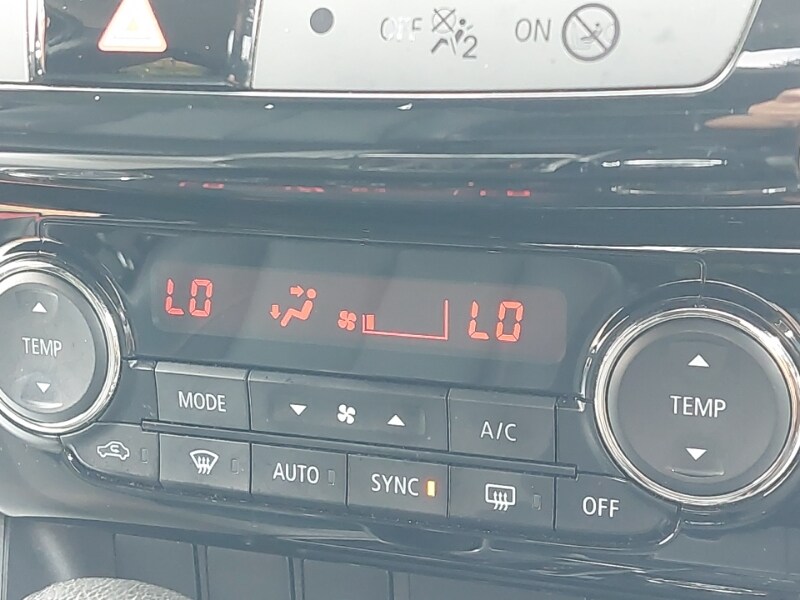 OFF 2 ON
LO LO
TEMP MODE A/C TEMP
AUTO SYNC OFF